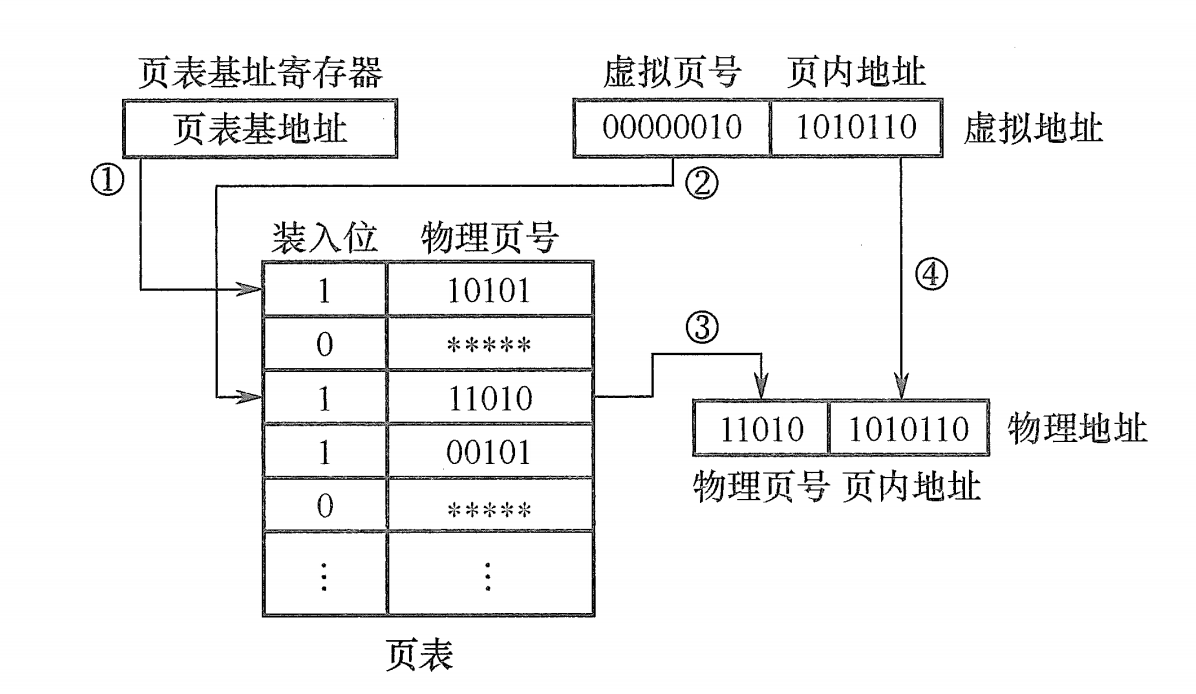 页表基址寄存器
页表基地址
虚拟页号 页内地址
00000010 1010110 虚拟地址
①
②
装入位 物理页号
1 10101
0 *****
1 11010
1 00101
0 *****
⋮ ⋮
页表
③
④
11010 1010110 物理地址
物理页号 页内地址